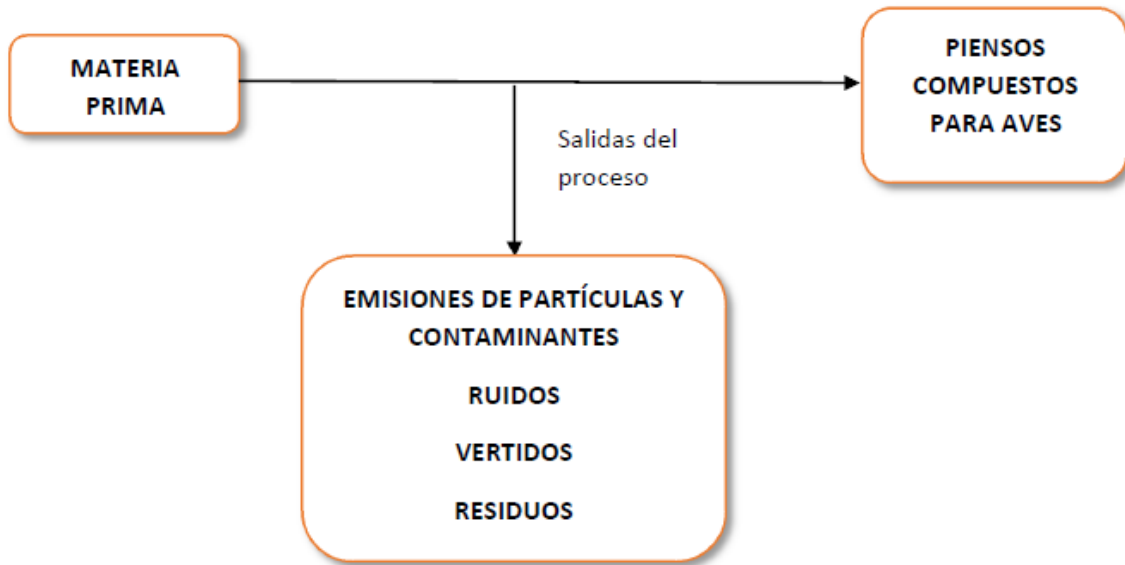 MATERIA
PRIMA
PIENSOS
COMPUESTOS
PARA AVES
Salidas del
proceso
EMISIONES DE PARTÍCULAS Y
CONTAMINANTES
RUIDOS
VERTIDOS
RESIDUOS